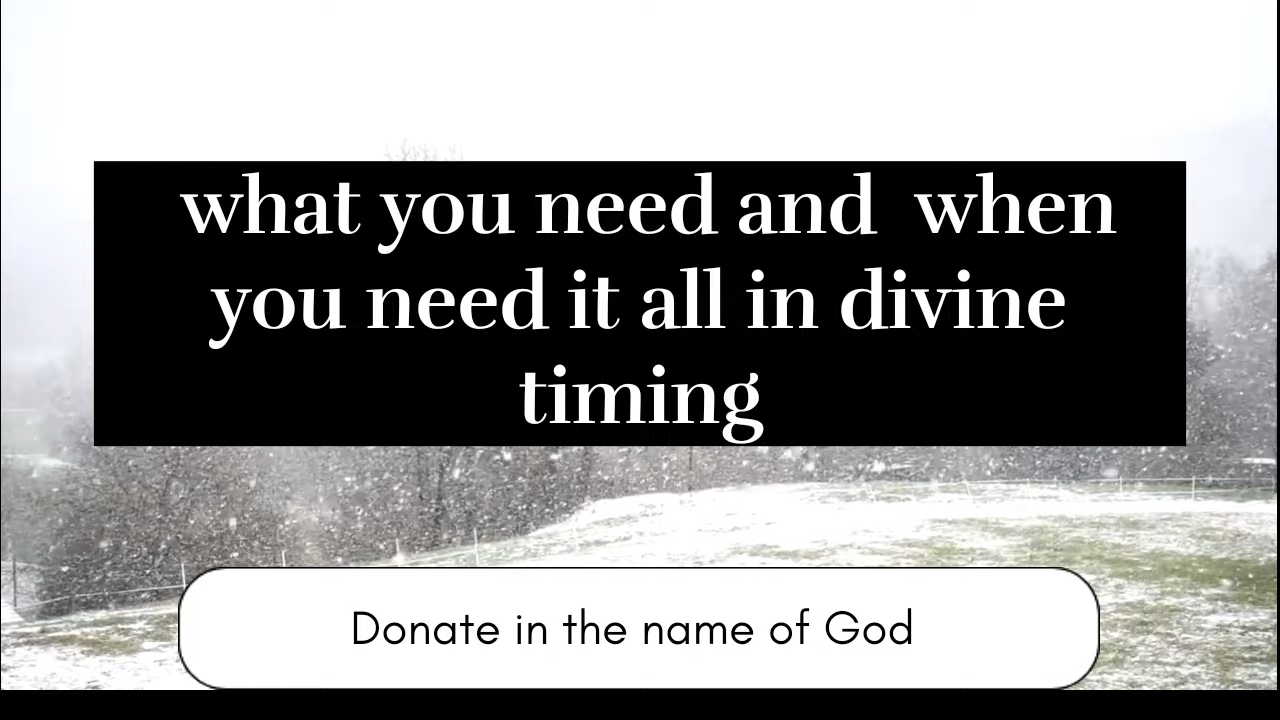 what you need and  when
you need it all in divine
timing
Donate in the name of God